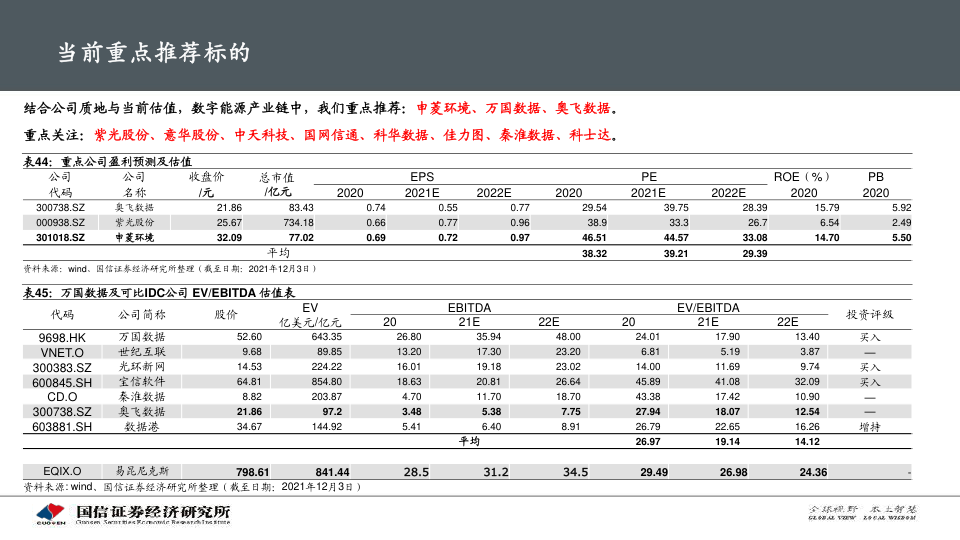 当前重点推荐标的
结合公司质地与当前估值，数字能源产业链中，我们重点推荐：申菱环境、万国数据、奥飞数据。
重点关注：紫光股份、意华股份、中天科技、国网信通、科华数据、佳力图、秦淮数据、科士达。
表44：重点公司盈利预测及估值
公司 公司 收盘价 总市值 EPS PE ROE（%） PB
代码 名称 /元 /亿元 2020 2021E 2022E 2020 2021E 2022E 2020 2020
300738.SZ 奥飞数据 21.86 83.43 0.74 0.55 0.77 29.54 39.75 28.39 15.79 5.92
000938.SZ 紫光股份 25.67 734.18 0.66 0.77 0.96 38.9 33.3 26.7 6.54 2.49
301018.SZ 申菱环境 32.09 77.02 0.69 0.72 0.97 46.51 44.57 33.08 14.70 5.50
平均 38.32 39.21 29.39
资料来源：wind、国信证券经济研究所整理（截至日期：2021年12月3日）
表45：万国数据及可比IDC公司 EV/EBITDA 估值表
代码 公司简称 股价 EV EBITDA EV/EBITDA 投资评级
亿美元/亿元 20 21E 22E 20 21E 22E
9698.HK 万国数据 52.60 643.35 26.80 35.94 48.00 24.01 17.90 13.40 买入
VNET.O 世纪互联 9.68 89.85 13.20 17.30 23.20 6.81 5.19 3.87 —
300383.SZ 光环新网 14.53 224.22 16.01 19.18 23.02 14.00 11.69 9.74 买入
600845.SH 宝信软件 64.81 854.80 18.63 20.81 26.64 45.89 41.08 32.09 买入
CD.O 秦淮数据 8.82 203.87 4.70 11.70 18.70 43.38 17.42 10.90 —
300738.SZ 奥飞数据 21.86 97.2 3.48 5.38 7.75 27.94 18.07 12.54 —
603881.SH 数据港 34.67 144.92 5.41 6.40 8.91 26.79 22.65 16.26 增持
平均 26.97 19.14 14.12
EQIX.O 易昆尼克斯 798.61 841.44 28.5 31.2 34.5 29.49 26.98 24.36 -
资料来源：wind、国信证券经济研究所整理（截至日期：2021年12月3日）
GUOSEN 国信证券经济研究所
Guosen Securities Economic Research Institute
全球视野 本土智慧
GLOBAL VIEW LOCAL WISDOM